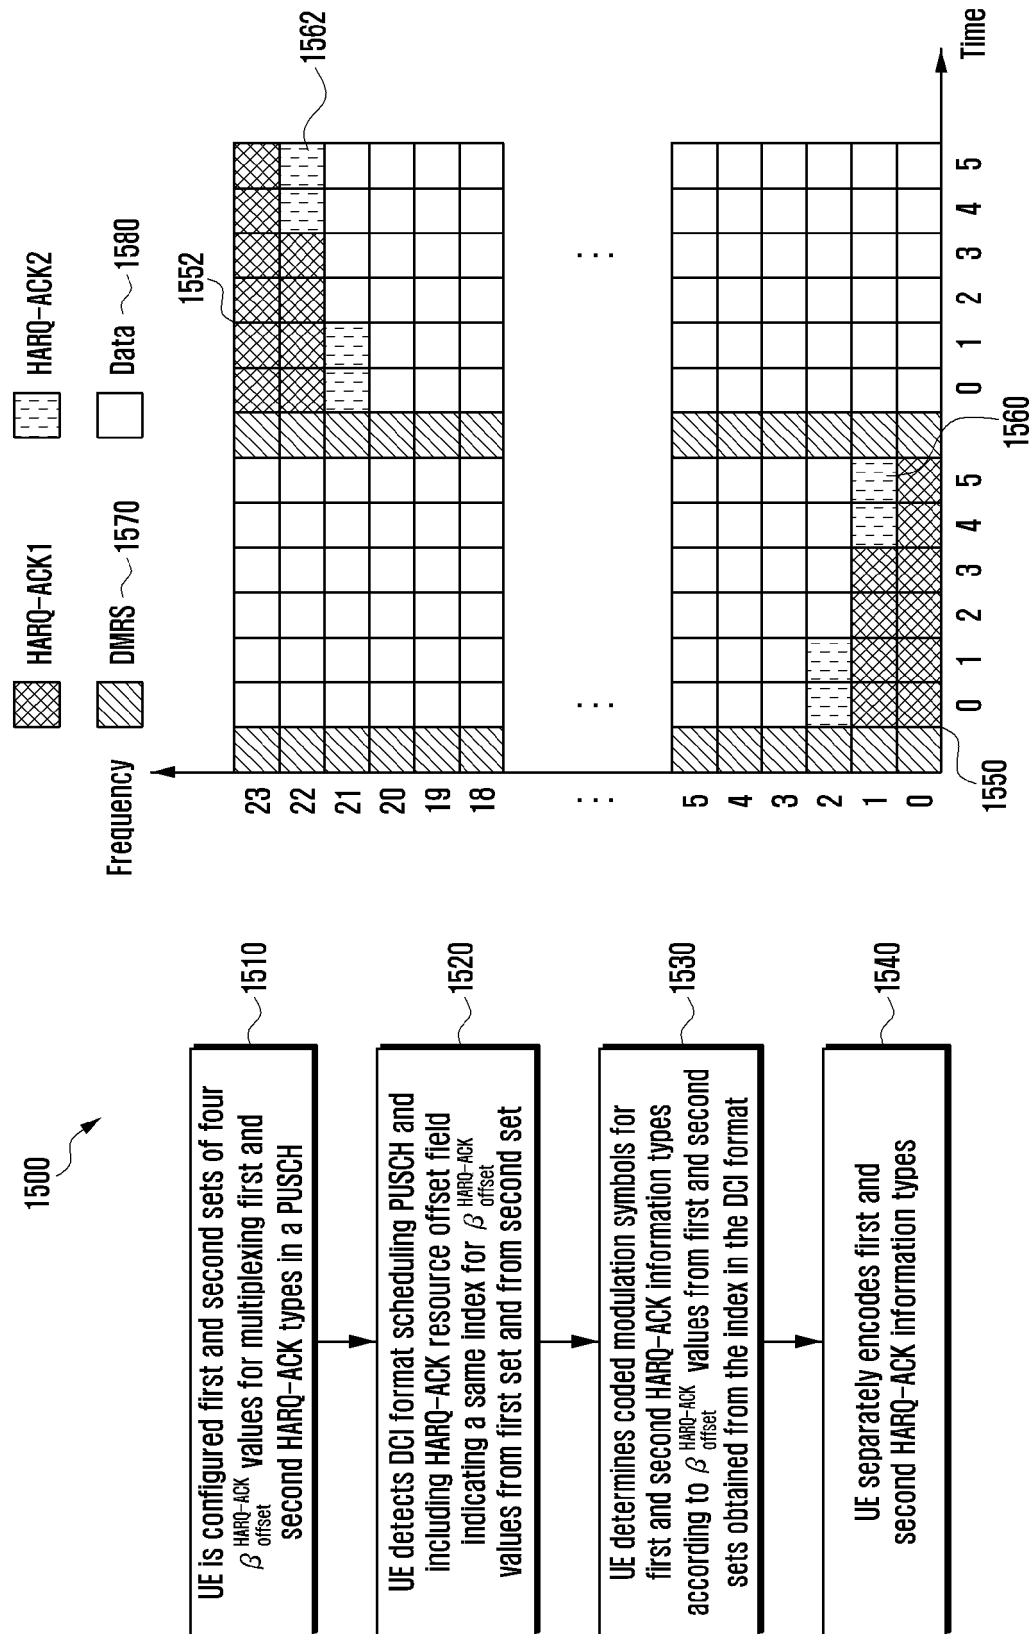 1500
UE is configured first and second sets of four
β HARQ-ACK offset values for multiplexing first and
second HARQ-ACK types in a PUSCH
1510
UE detects DCI format scheduling PUSCH and
including HARQ-ACK resource offset field
indicating a same index for β HARQ-ACK offset
values from first set and from second set
1520
UE determines coded modulation symbols for
first and second HARQ-ACK information types
according to β HARQ-ACK offset values from first and second
sets obtained from the index in the DCI format
1530
UE separately encodes first and
second HARQ-ACK information types
1540
HARQ-ACK1
HARQ-ACK2
DMRS 1570
Data 1580
Frequency
1552
1562
23
22
21
20
19
18
...
...
...
5
4
3
2
1
0
0 1 2 3 4 5
0 1 2 3 4 5
Time
1550
1560